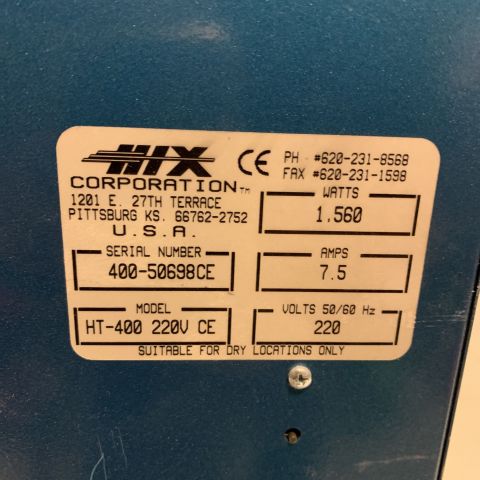 HIX
CORPORATION™
1201 E. 27TH TERRACE
PITTSBURG KS. 66762-2752
U.S.A.
CE PH #620-231-8568
FAX #620-231-1598
WATTS
1,560
SERIAL NUMBER
400-50698CE
AMPS
7.5
MODEL
HT-400 220V CE
VOLTS 50/60 Hz
220
SUITABLE FOR DRY LOCATIONS ONLY